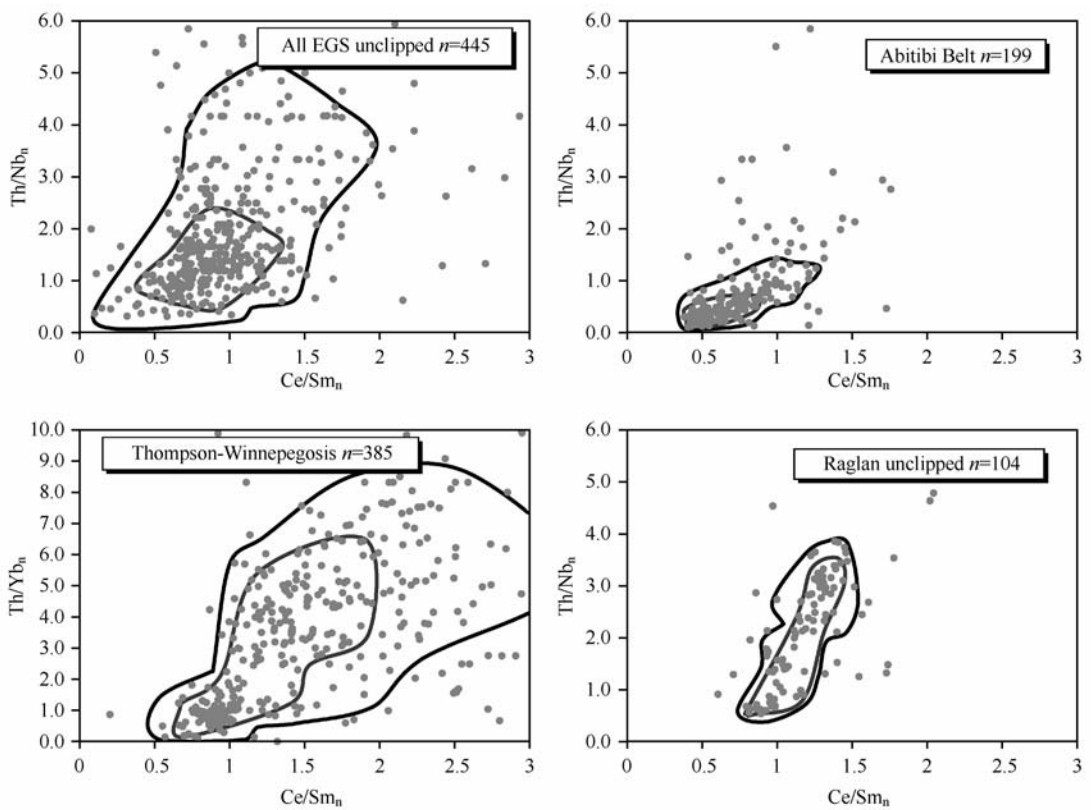 All EGS unclipped n=445
6.0
5.0
4.0
3.0
2.0
1.0
0.0
Th/Nbn
0 0.5 1 1.5 2 2.5 3
Ce/Smn
Abitibi Belt n=199
6.0
5.0
4.0
3.0
2.0
1.0
0.0
Th/Nbn
0 0.5 1 1.5 2 2.5 3
Ce/Smn
Thompson-Winnepegosis n=385
10.0
9.0
8.0
7.0
6.0
5.0
4.0
3.0
2.0
1.0
0.0
Th/Ybn
0 0.5 1 1.5 2 2.5 3
Ce/Smn
Raglan unclipped n=104
6.0
5.0
4.0
3.0
2.0
1.0
0.0
Th/Nbn
0 0.5 1 1.5 2 2.5 3
Ce/Smn